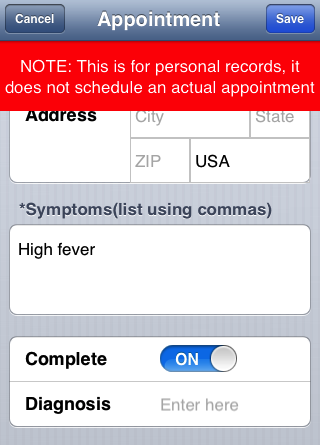 Cancel Appointment Save
NOTE: This is for personal records, it
does not schedule an actual appointment
Address City State
ZIP USA
*Symptoms(list using commas)
High fever
Complete ON
Diagnosis Enter here